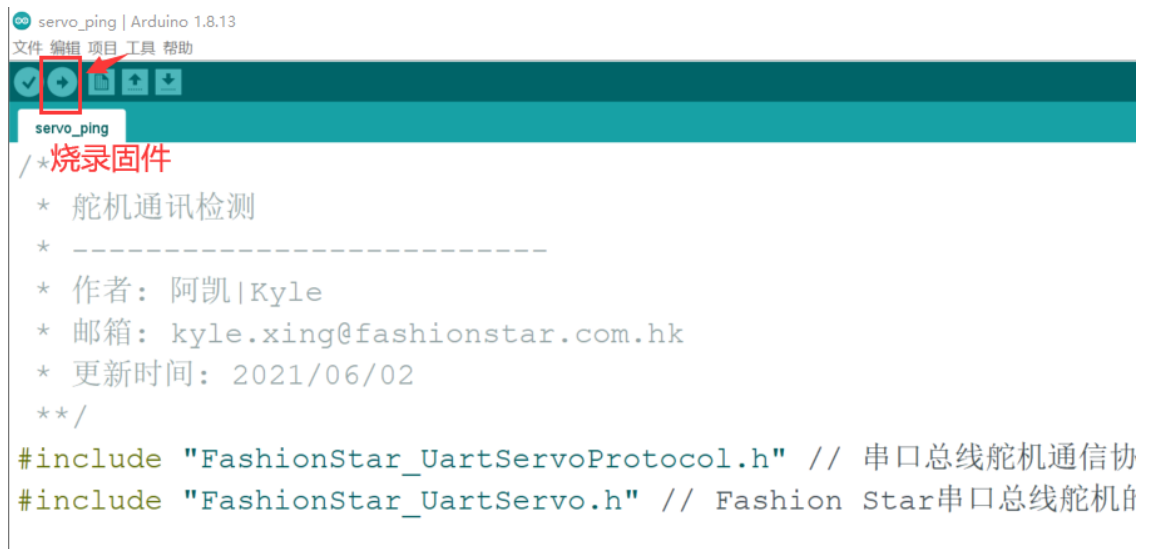 servo_ping | Arduino 1.8.13
文件 编辑 项目 工具 帮助
servo_ping
烧录固件
/*
* 舵机通讯检测
* --------------------------
* 作者: 阿凯|Kyle
* 邮箱: kyle.xing@fashionstar.com.hk
* 更新时间: 2021/06/02
**/
#include "FashionStar_UartServoProtocol.h" // 串口总线舵机通信协
#include "FashionStar_UartServo.h" // Fashion Star串口总线舵机的